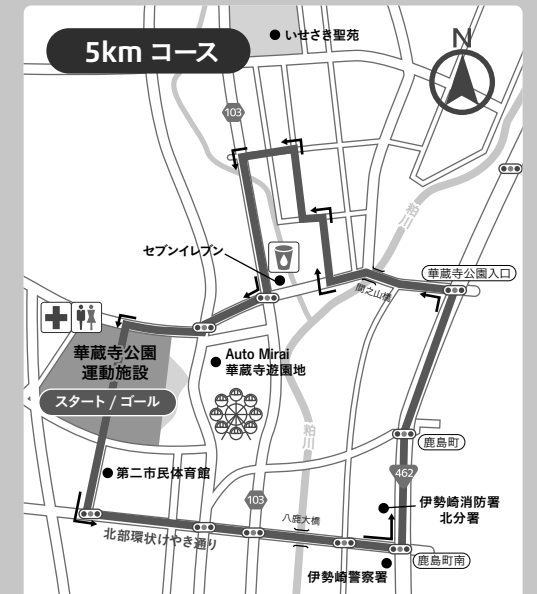 5km コース
いせさき聖苑
N
103
粕川
セブンイレブン
華蔵寺公園入口
関之山橋
華蔵寺公園
運動施設
スタート / ゴール
Auto Mirai
華蔵寺遊園地
粕川
鹿島町
462
第二市民体育館
103
八鹿大橋
伊勢崎消防署
北分署
北部環状けやき通り
鹿島町南
伊勢崎警察署